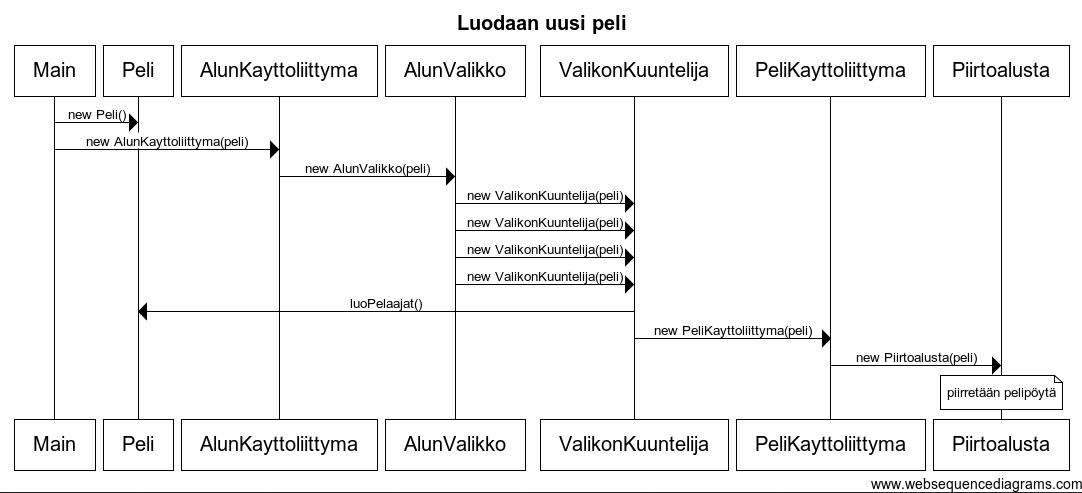 Luodaan uusi peli
Main Peli AlunKayttoliittyma AlunValikko ValikonKuuntelija PeliKayttoliittyma Piirtoalusta
new Peli()
new AlunKayttoliittyma(peli)
new AlunValikko(peli)
new ValikonKuuntelija(peli)
new ValikonKuuntelija(peli)
new ValikonKuuntelija(peli)
new ValikonKuuntelija(peli)
luoPelaajat()
new PeliKayttoliittyma(peli)
new Piirtoalusta(peli)
piirretään pelipöytä
Main Peli AlunKayttoliittyma AlunValikko ValikonKuuntelija PeliKayttoliittyma Piirtoalusta
www.websequencediagrams.com